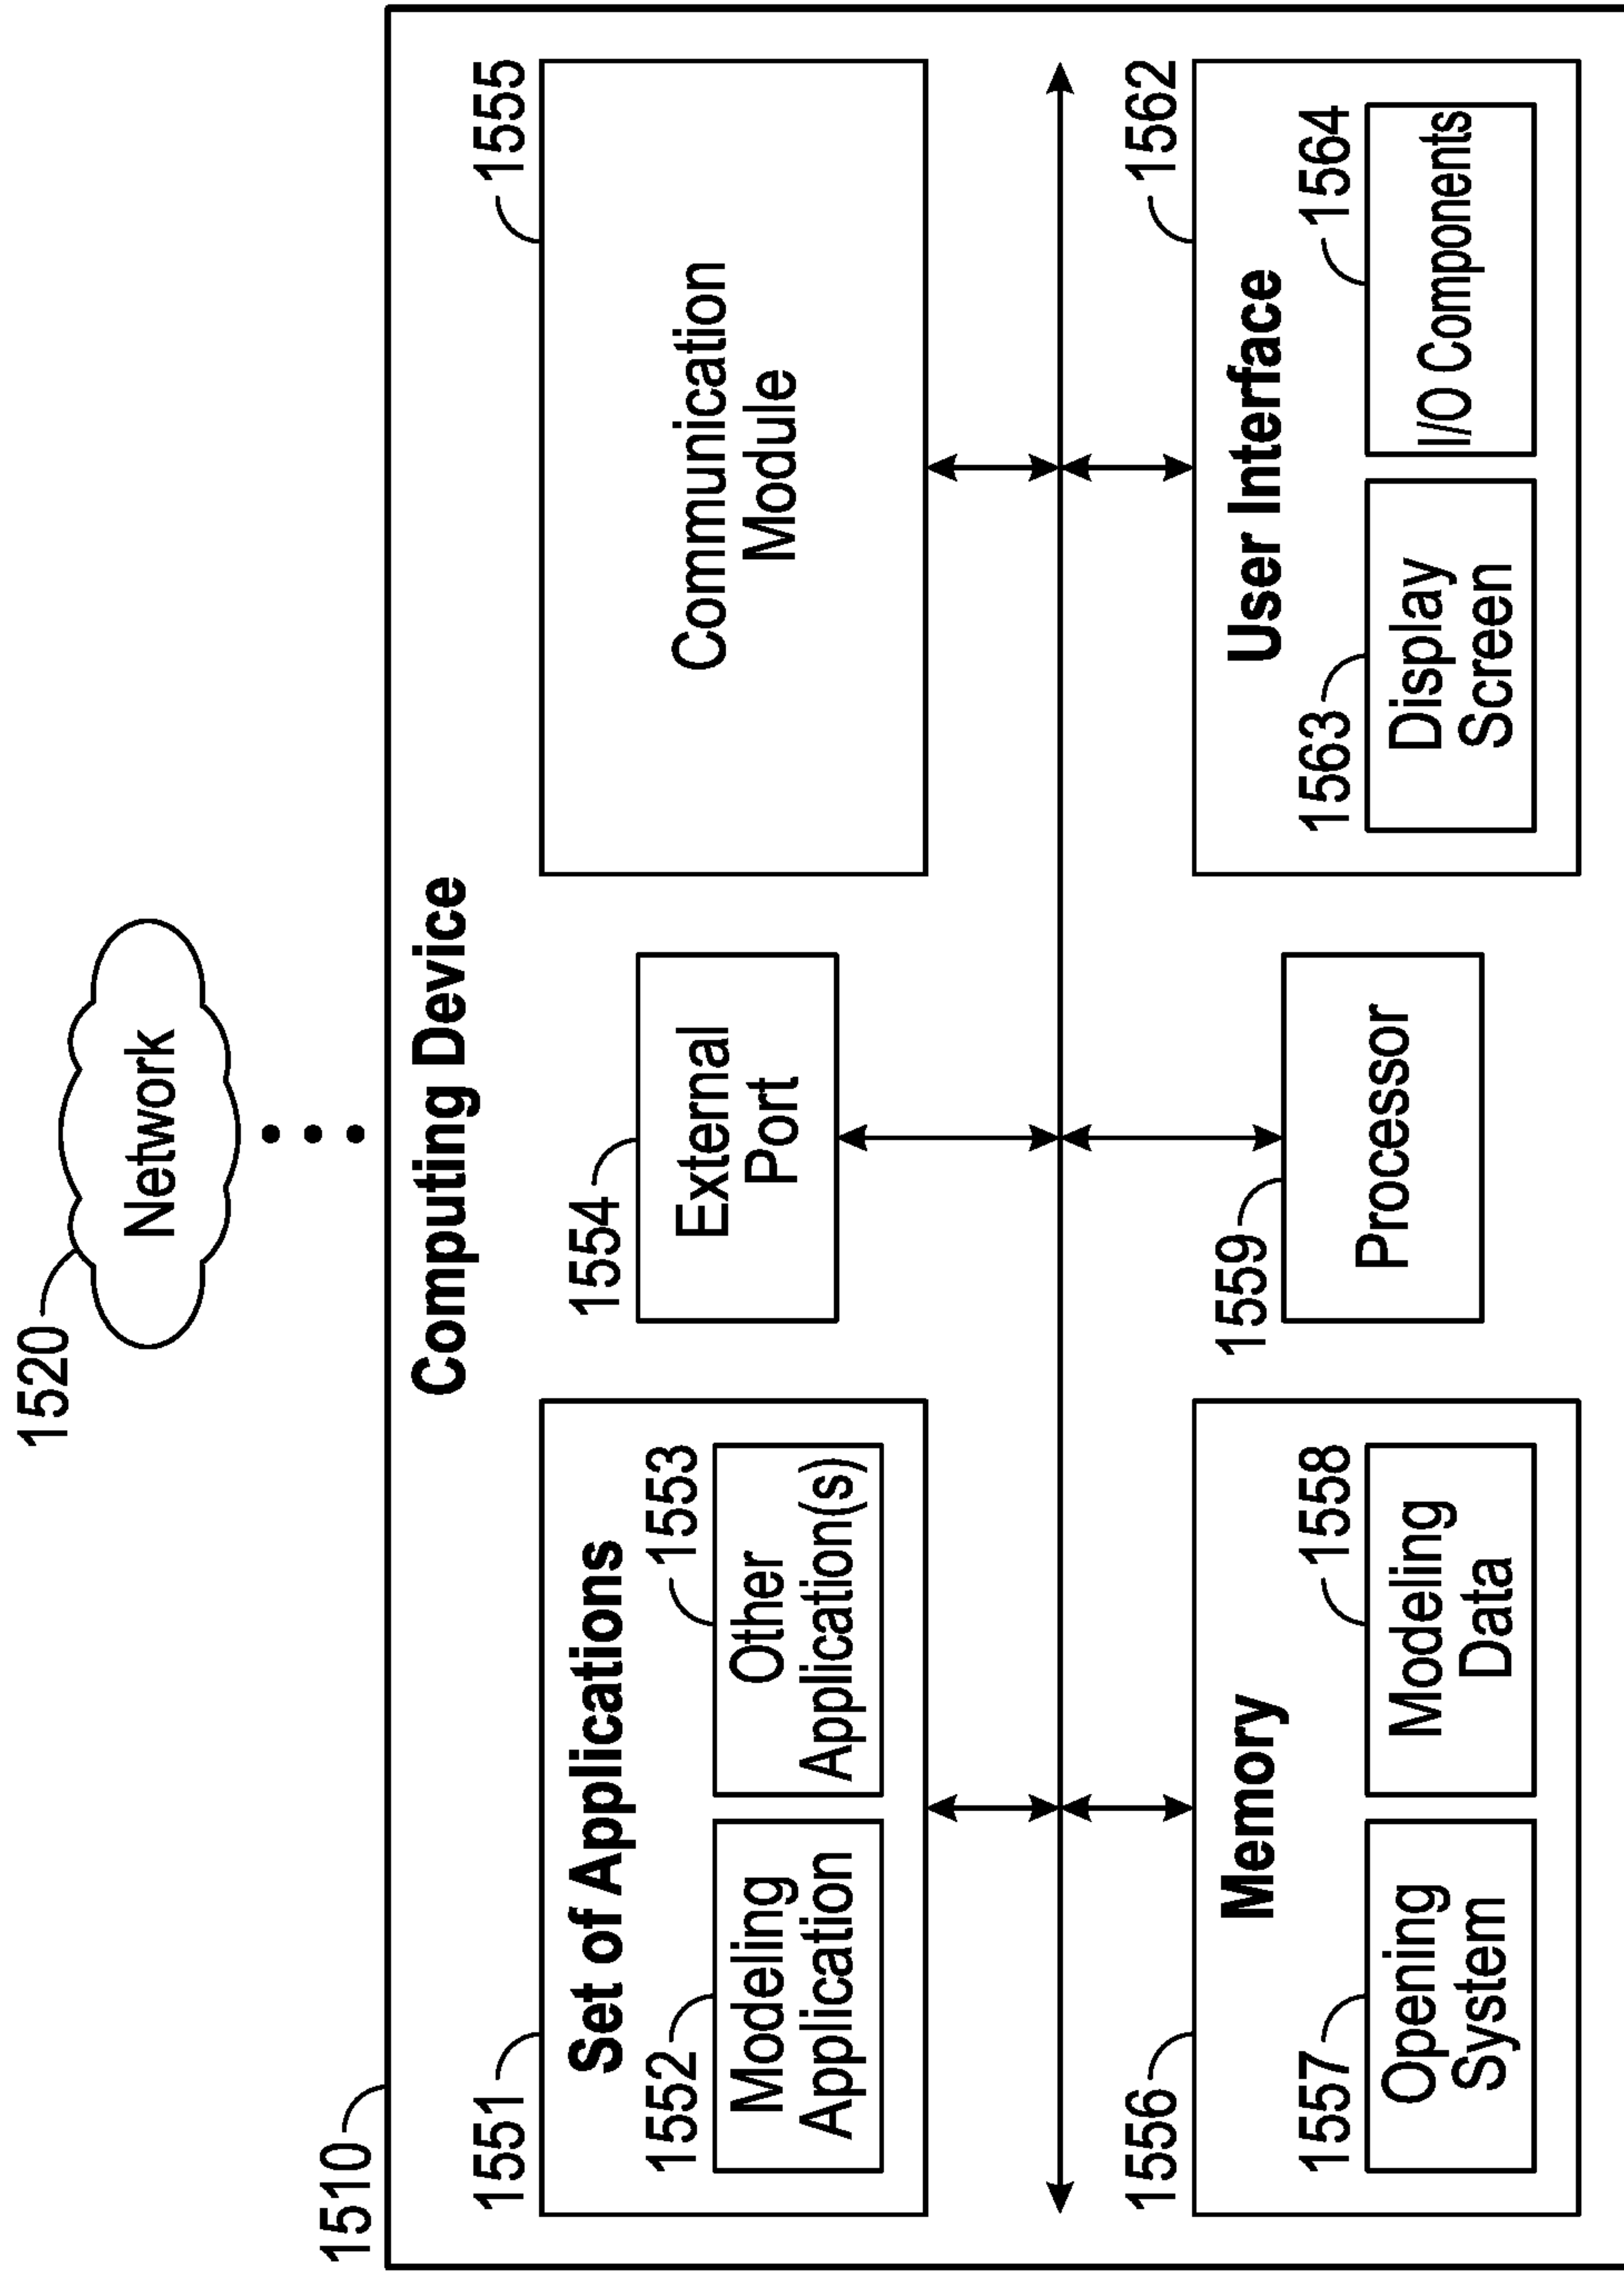 1520
Network
1510
Computing Device
1551
Set of Applications
1552
Modeling
Application
1553
Other
Application(s)
1554
External
Port
1555
Communication
Module
1556
Memory
1557
Opening
System
1558
Modeling
Data
1559
Processor
1562
User Interface
1563
Display
Screen
1564
I/O Components